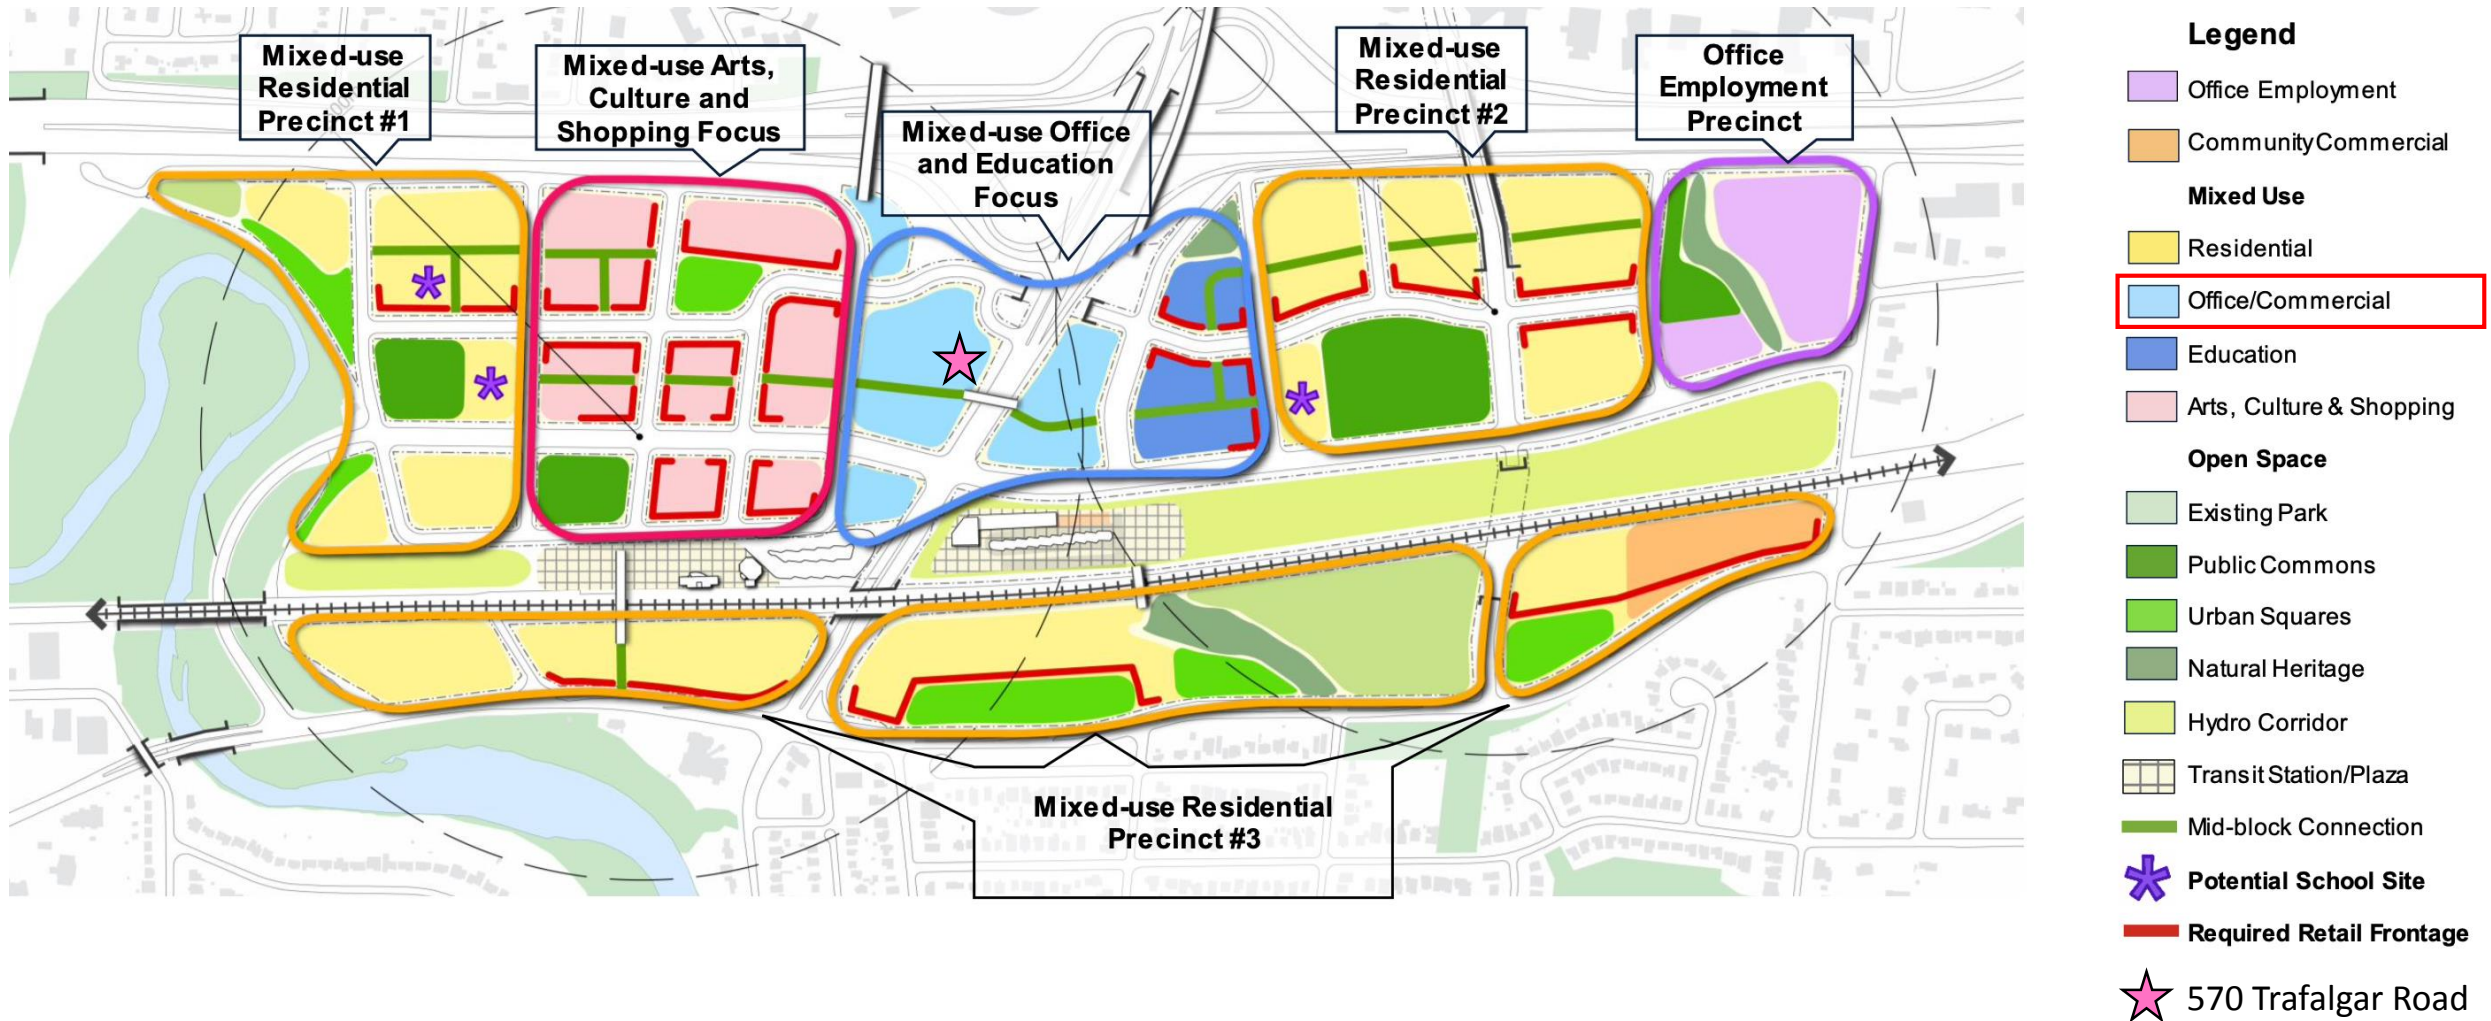 Mixed-use
Residential
Precinct #1
Mixed-use Arts,
Culture and
Shopping Focus
Mixed-use Office
and Education
Focus
Mixed-use
Residential
Precinct #2
Office
Employment
Precinct
Mixed-use Residential
Precinct #3
Legend
Office Employment
Community Commercial
Mixed Use
Residential
Office/Commercial
Education
Arts, Culture & Shopping
Open Space
Existing Park
Public Commons
Urban Squares
Natural Heritage
Hydro Corridor
Transit Station/Plaza
Mid-block Connection
Potential School Site
Required Retail Frontage
570 Trafalgar Road